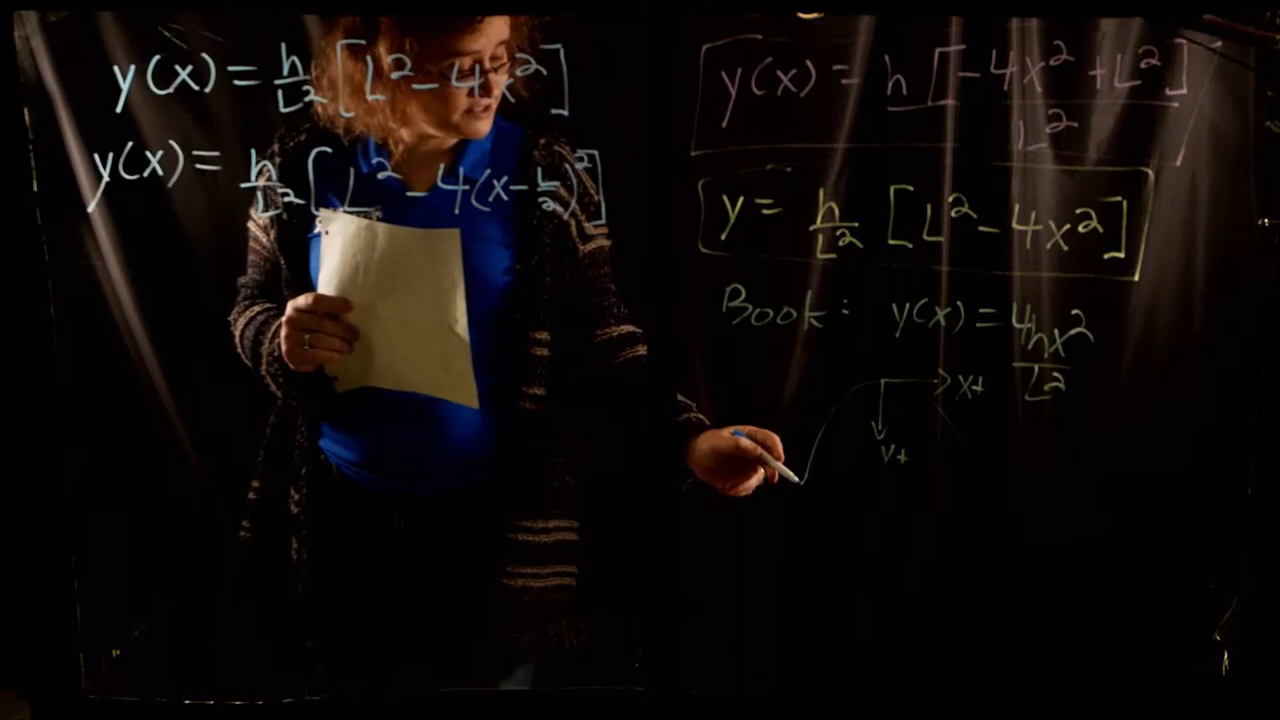 y(x) = h/L² [L² - 4x²]
y(x) = h/L² [L² - 4(x - L/2)²]
y(x) = h [-4x² + L²] / L²
y = h/L² [L² - 4x²]
Book: y(x) = 4hx²/L²
x+
y+